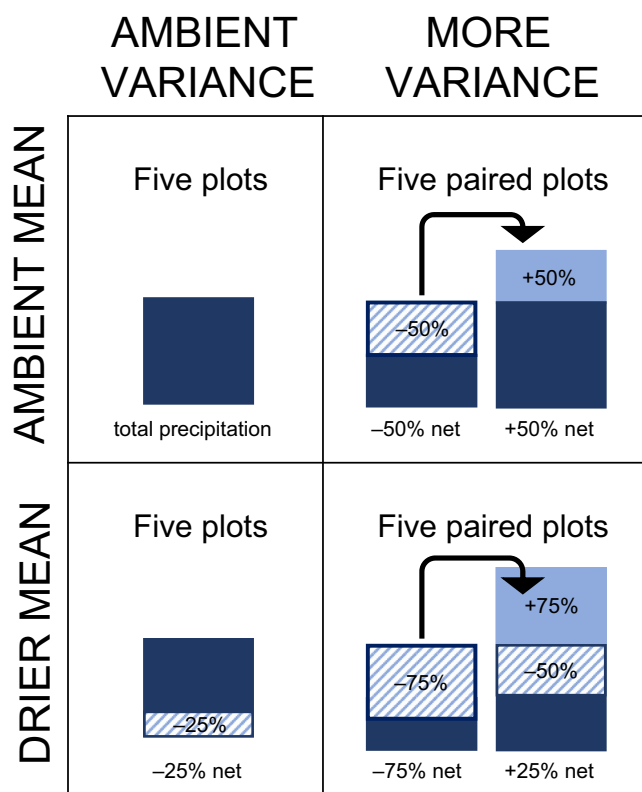 AMBIENT
VARIANCE
MORE
VARIANCE
AMBIENT MEAN
Five plots
total precipitation
Five paired plots
–50%
+50%
–50% net
+50% net
DRIER MEAN
Five plots
–25%
–25% net
Five paired plots
+75%
–75%
–50%
–75% net
+25% net